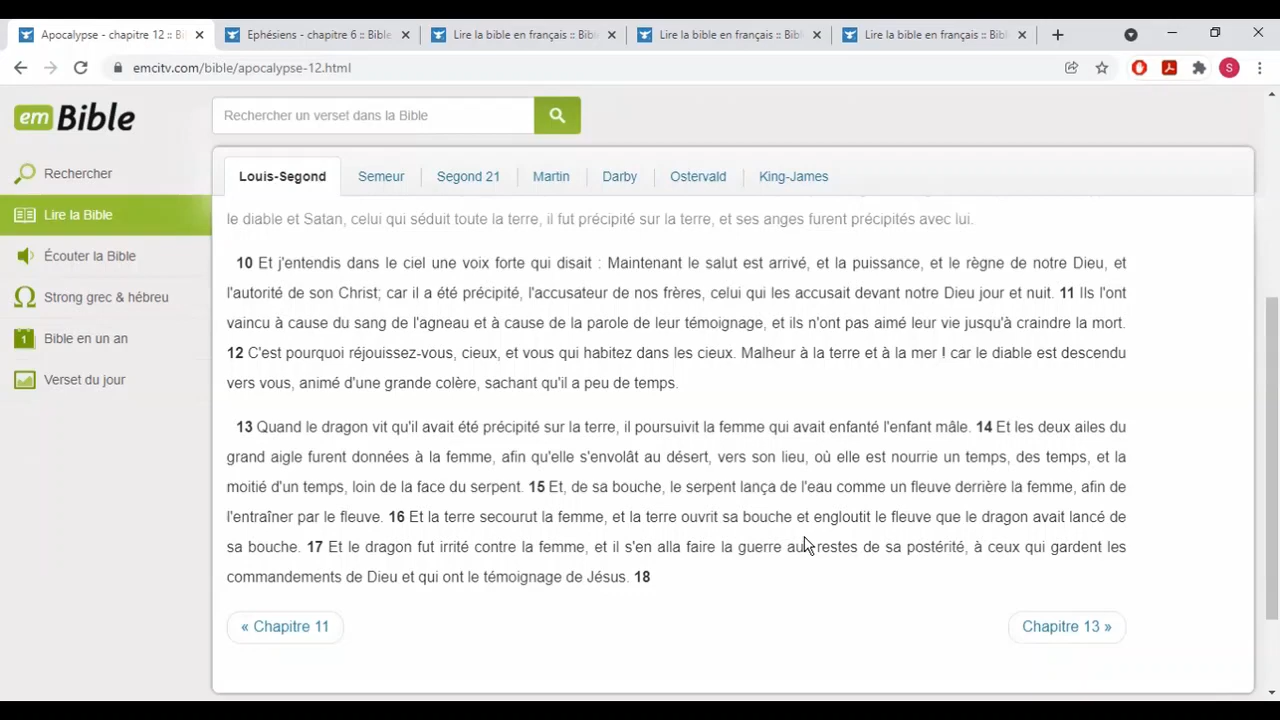 Apocalypse - chapitre 12 :: Bi
Ephésiens - chapitre 6 :: Bible
Lire la bible en français :: Bib
Lire la bible en français :: Bib
Lire la bible en français :: Bib
emcitv.com/bible/apocalypse-12.html
S
em Bible
Rechercher un verset dans la Bible
Rechercher
Lire la Bible
Écouter la Bible
Strong grec & hébreu
1 Bible en un an
Verset du jour
Louis-Segond
Semeur
Segond 21
Martin
Darby
Ostervald
King-James
le diable et Satan, celui qui séduit toute la terre, il fut précipité sur la terre, et ses anges furent précipités avec lui.
10 Et j'entendis dans le ciel une voix forte qui disait : Maintenant le salut est arrivé, et la puissance, et le règne de notre Dieu, et
l'autorité de son Christ; car il a été précipité, l'accusateur de nos frères, celui qui les accusait devant notre Dieu jour et nuit. 11 Ils l'ont
vaincu à cause du sang de l'agneau et à cause de la parole de leur témoignage, et ils n'ont pas aimé leur vie jusqu'à craindre la mort.
12 C'est pourquoi réjouissez-vous, cieux, et vous qui habitez dans les cieux. Malheur à la terre et à la mer ! car le diable est descendu
vers vous, animé d'une grande colère, sachant qu'il a peu de temps.
13 Quand le dragon vit qu'il avait été précipité sur la terre, il poursuivit la femme qui avait enfanté l'enfant mâle. 14 Et les deux ailes du
grand aigle furent données à la femme, afin qu'elle s'envolât au désert, vers son lieu, où elle est nourrie un temps, des temps, et la
moitié d'un temps, loin de la face du serpent. 15 Et, de sa bouche, le serpent lança de l'eau comme un fleuve derrière la femme, afin de
l'entraîner par le fleuve. 16 Et la terre secourut la femme, et la terre ouvrit sa bouche et engloutit le fleuve que le dragon avait lancé de
sa bouche. 17 Et le dragon fut irrité contre la femme, et il s'en alla faire la guerre aux restes de sa postérité, à ceux qui gardent les
commandements de Dieu et qui ont le témoignage de Jésus. 18
« Chapitre 11
Chapitre 13 »